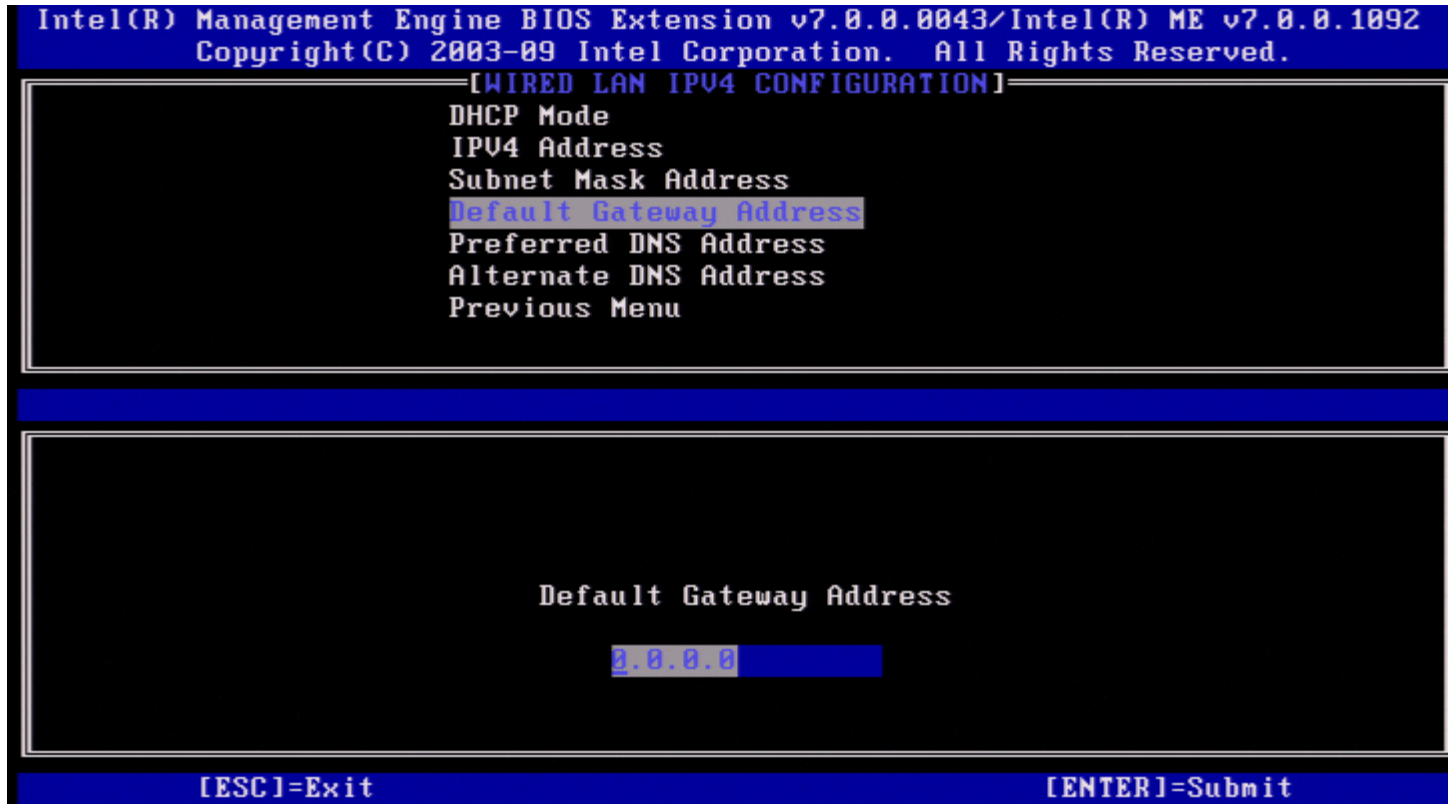 Intel(R) Management Engine BIOS Extension v7.0.0.0043/Intel(R) ME v7.0.0.1092
Copyright(C) 2003-09 Intel Corporation. All Rights Reserved.
[WIRED LAN IPV4 CONFIGURATION]
DHCP Mode
IPV4 Address
Subnet Mask Address
Default Gateway Address
Preferred DNS Address
Alternate DNS Address
Previous Menu
Default Gateway Address
0.0.0.0
[ESC]=Exit [ENTER]=Submit